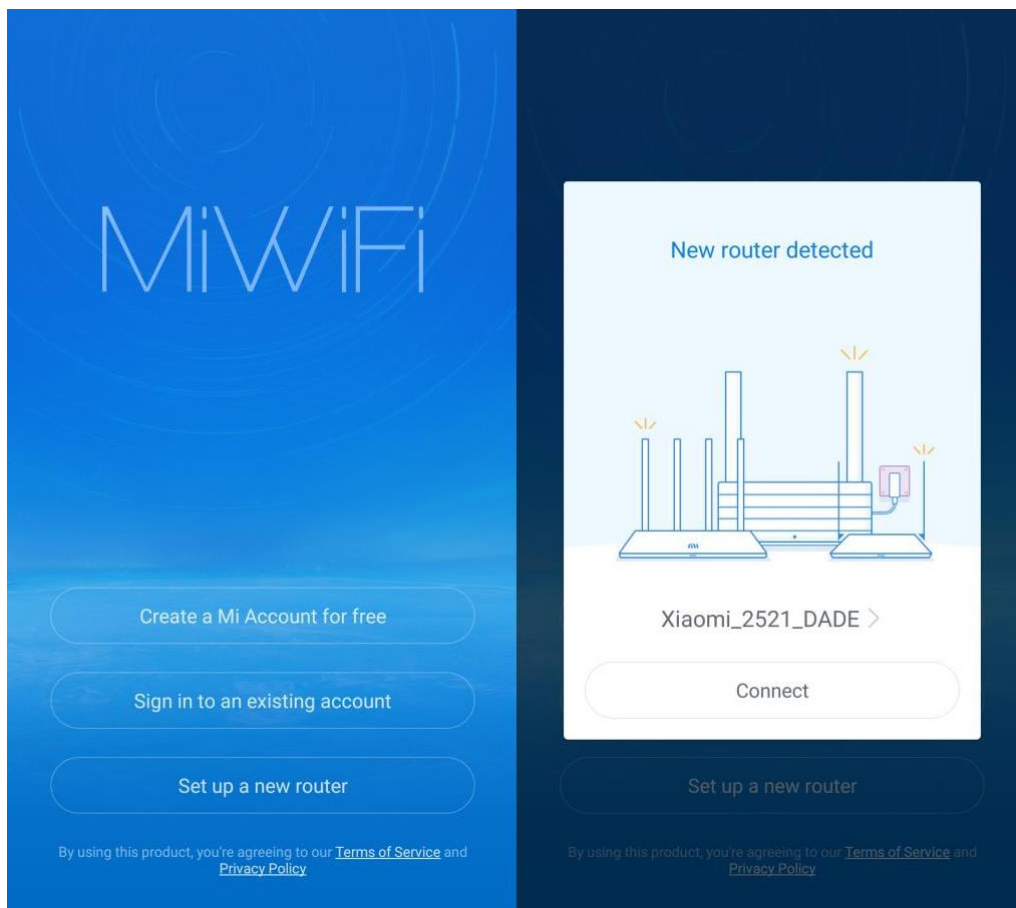 MiWiFi
Create a Mi Account for free
Sign in to an existing account
Set up a new router
By using this product, you're agreeing to our Terms of Service and
Privacy Policy
New router detected
mi
Xiaomi_2521_DADE
Connect
Set up a new router
By using this product, you're agreeing to our Terms of Service and
Privacy Policy